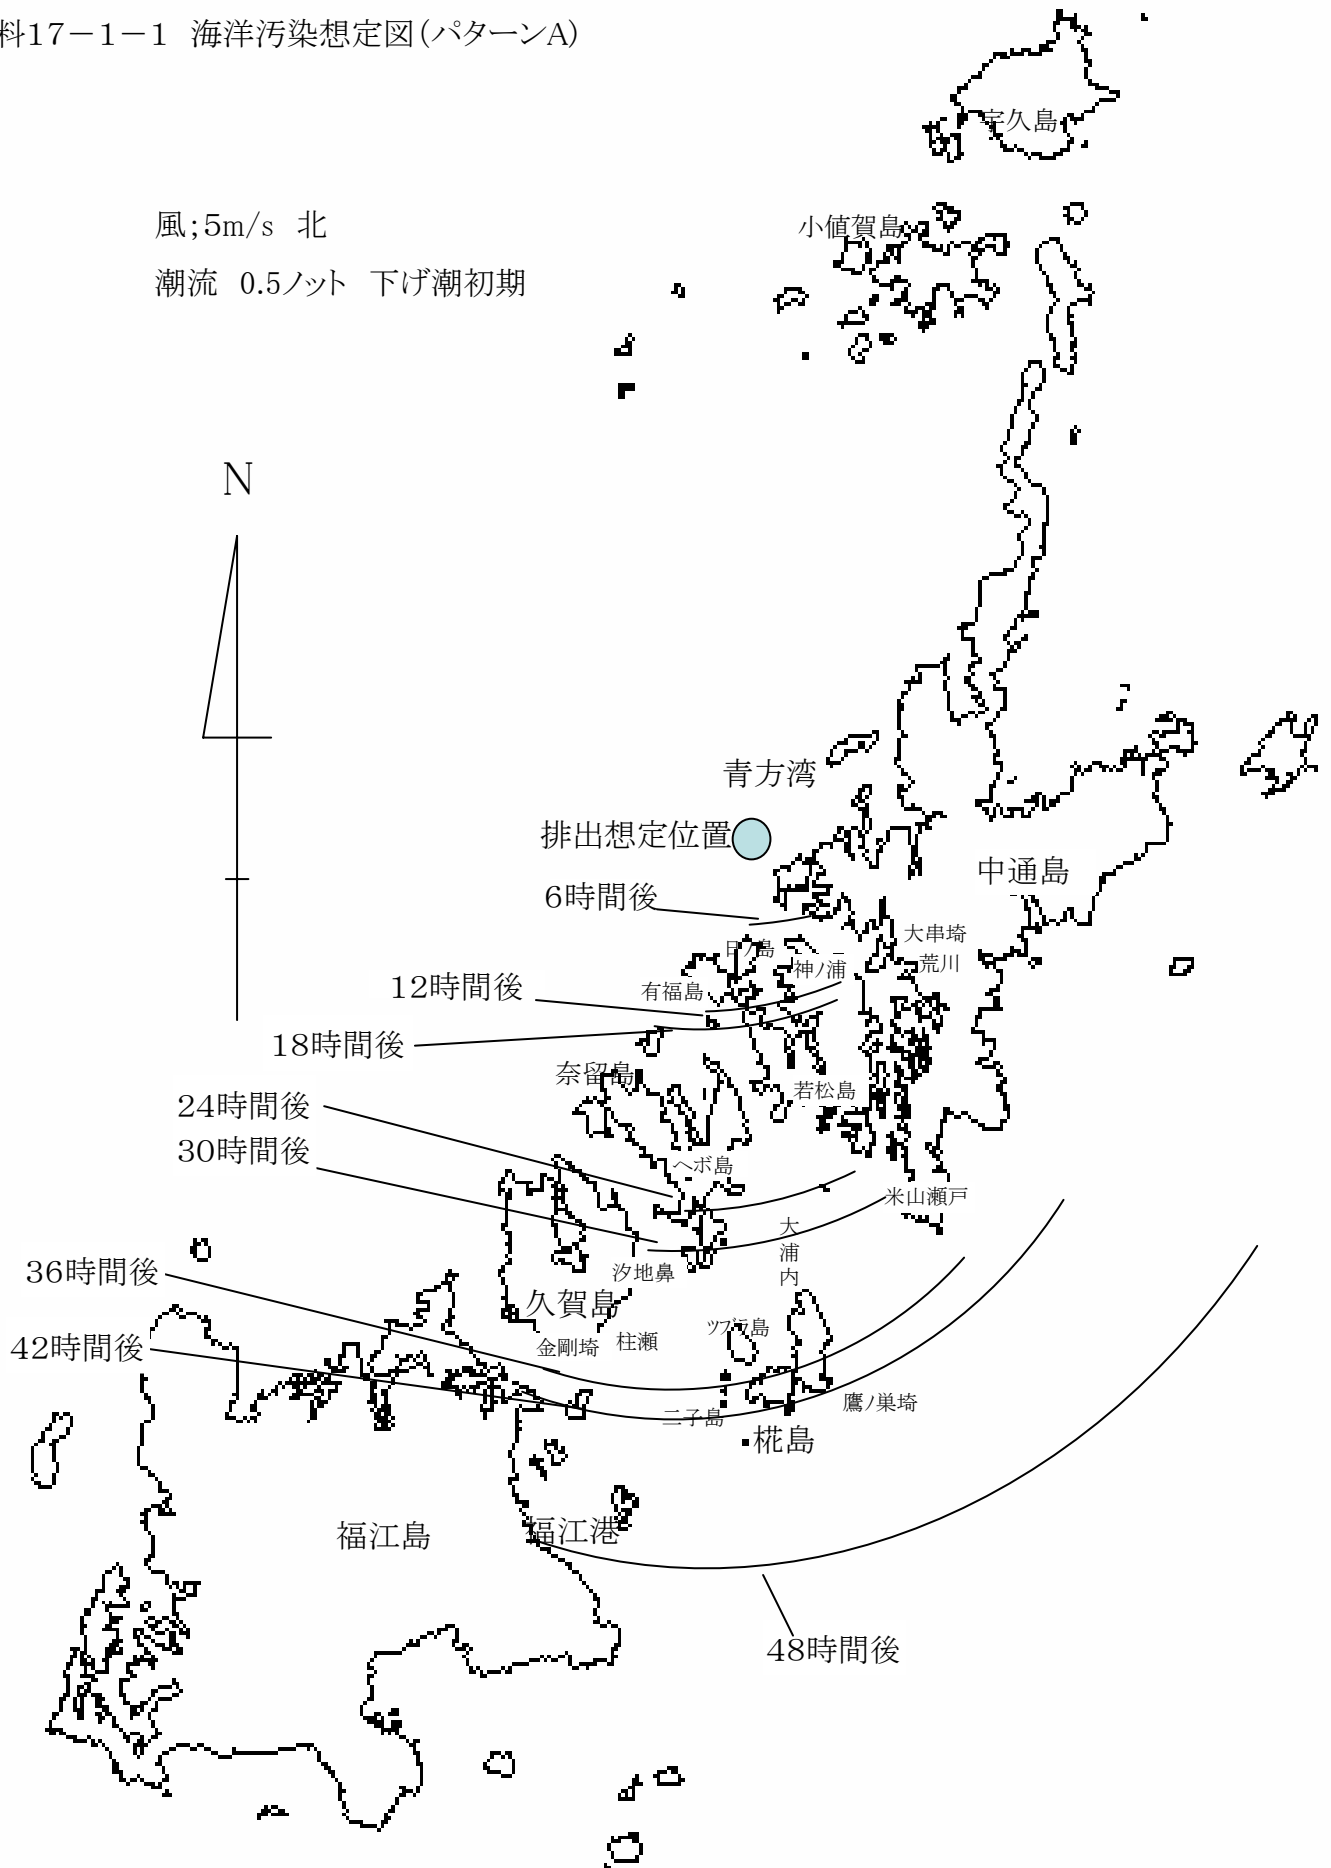 料17－1－1 海洋汚染想定図(パターンA)
宇久島
風;5m/s 北
小値賀島
潮流 0.5ノット 下げ潮初期
N
青方湾
排出想定位置
中通島
6時間後
大串埼
日ノ島
神ノ浦
荒川
12時間後
有福島
18時間後
奈留島
若松島
24時間後
30時間後
ヘボ島
米山瀬戸
大浦内
36時間後
汐地鼻
久賀島
ツブラ島
42時間後
金剛埼
柱瀬
鷹ノ巣埼
二子島
椛島
福江島
福江港
48時間後